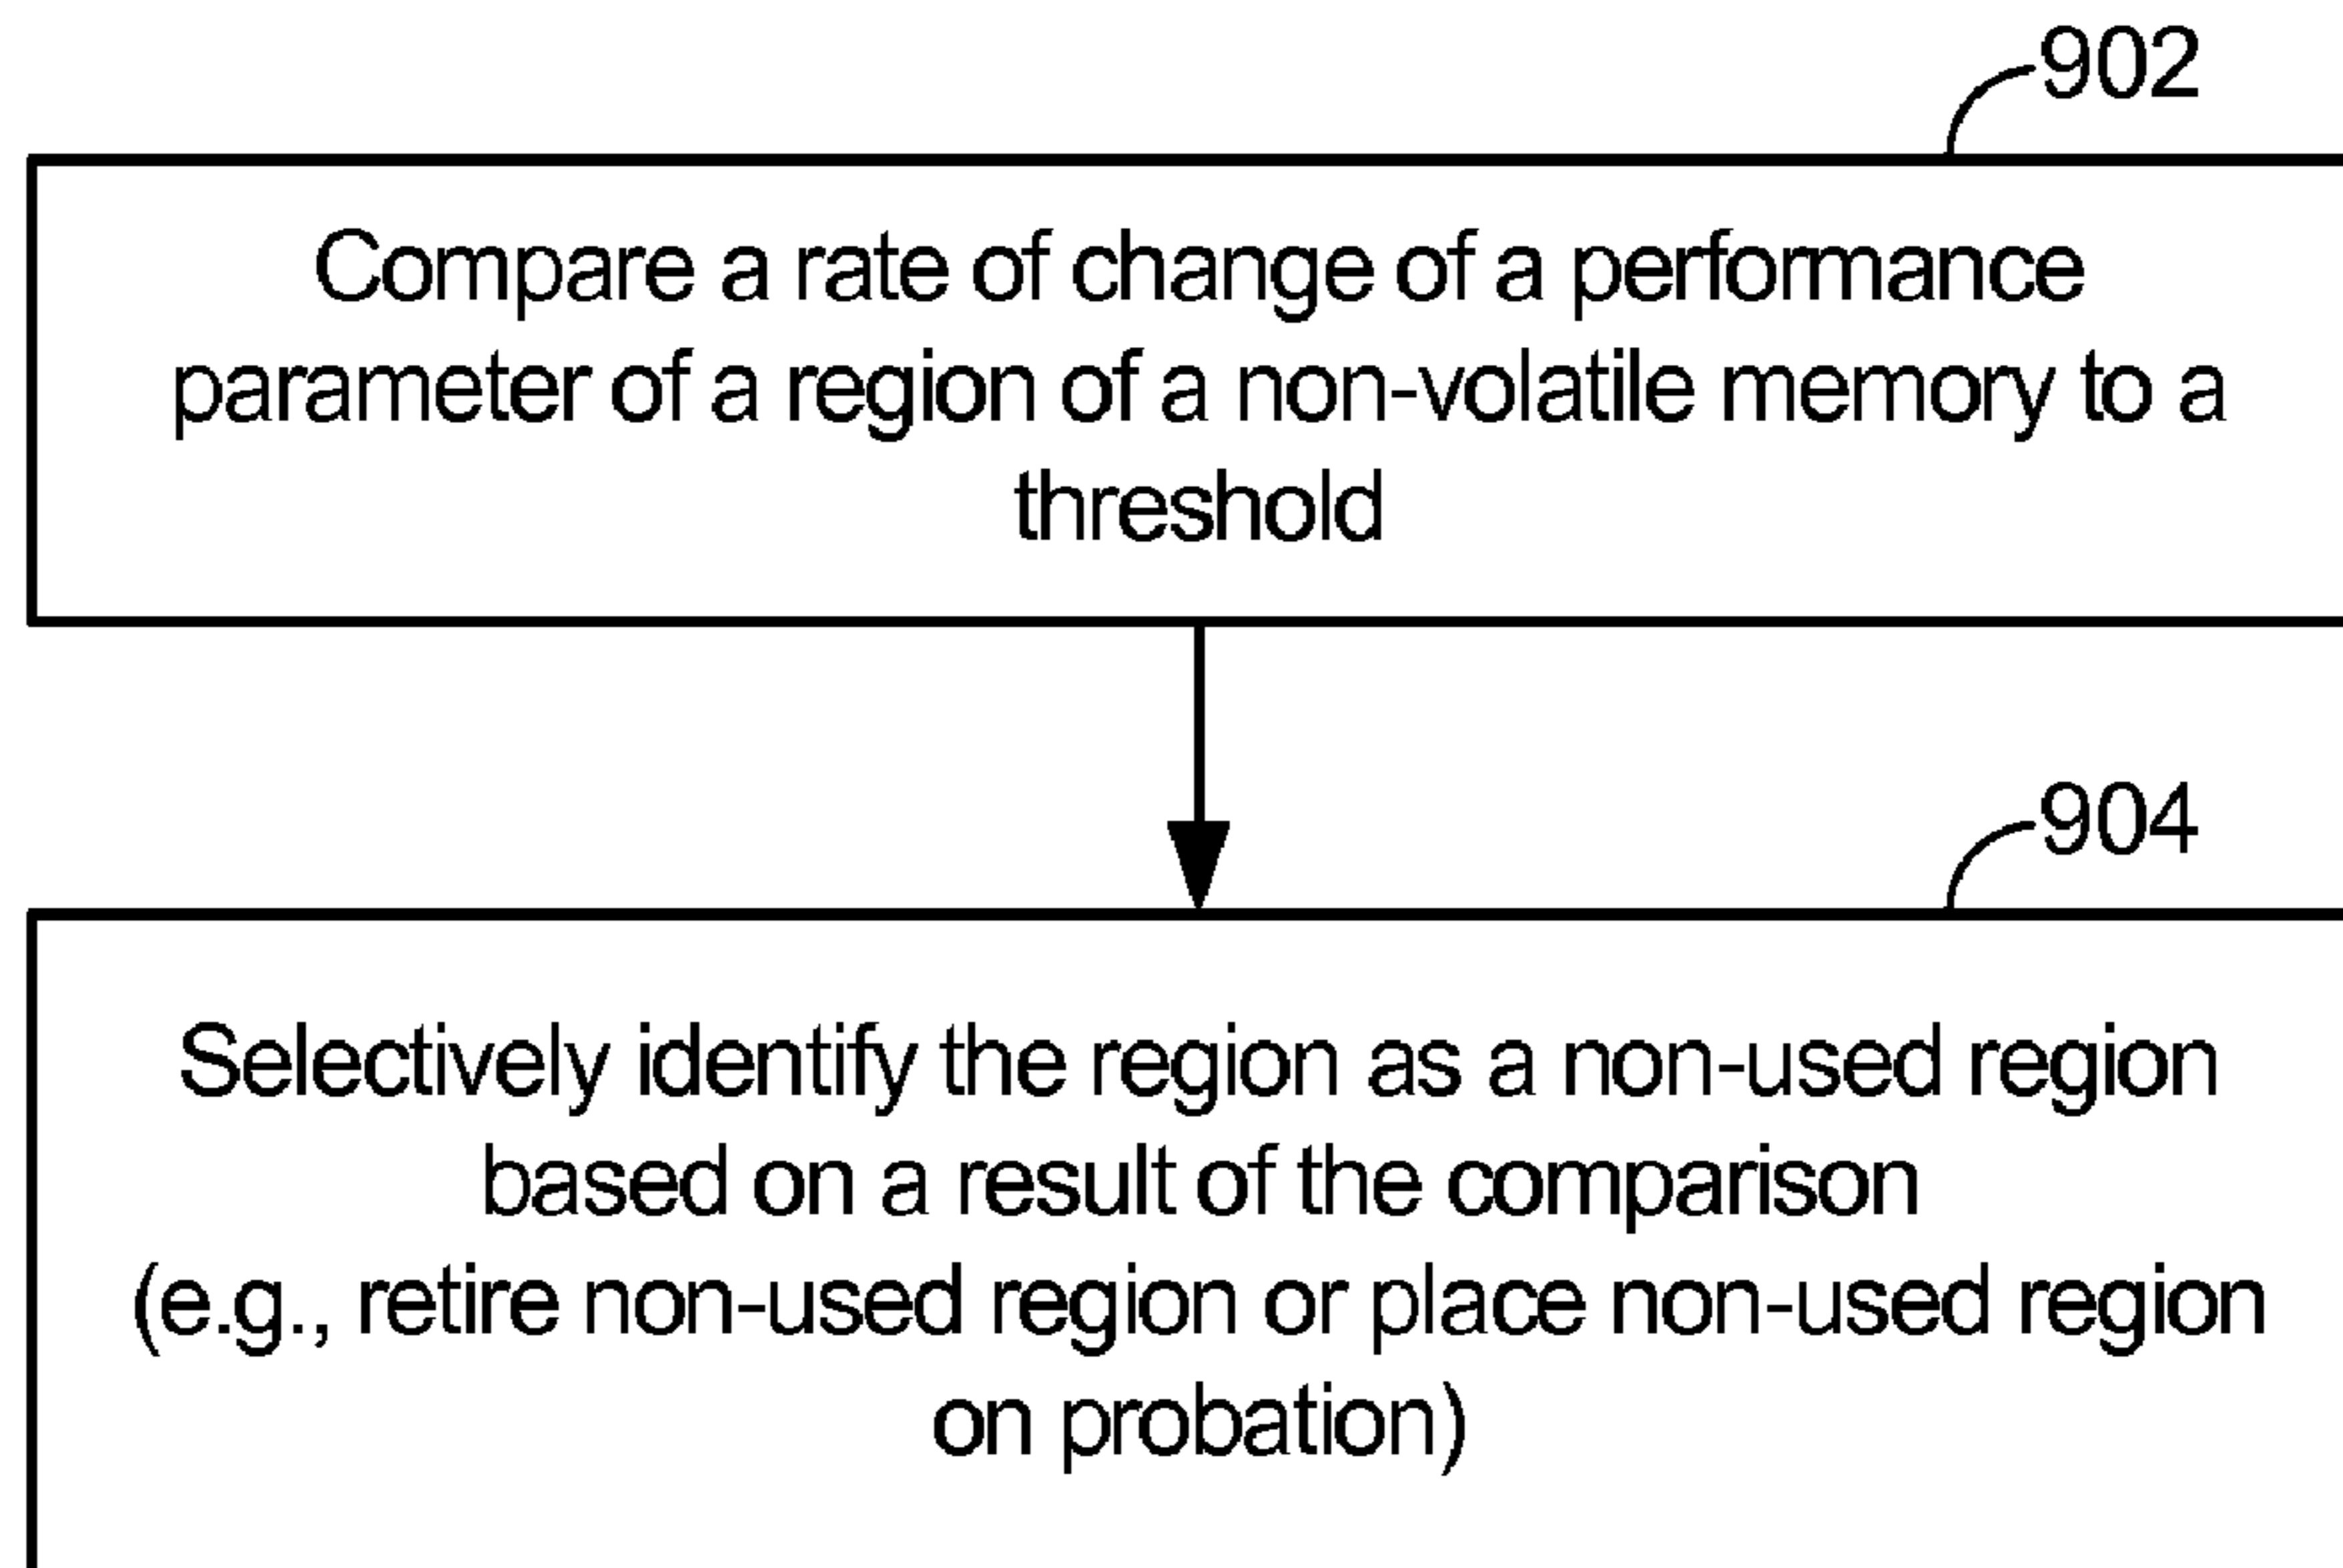 902
Compare a rate of change of a performance
parameter of a region of a non-volatile memory to a
threshold
904
Selectively identify the region as a non-used region
based on a result of the comparison
(e.g., retire non-used region or place non-used region
on probation)